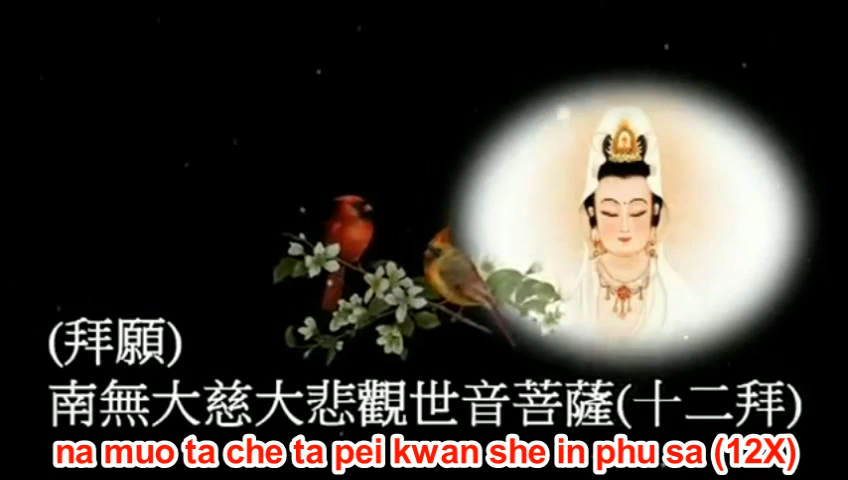 (拜願)
南無大慈大悲觀世音菩薩(十二拜)
na muo ta che ta pei kwan she in phu sa (12X)